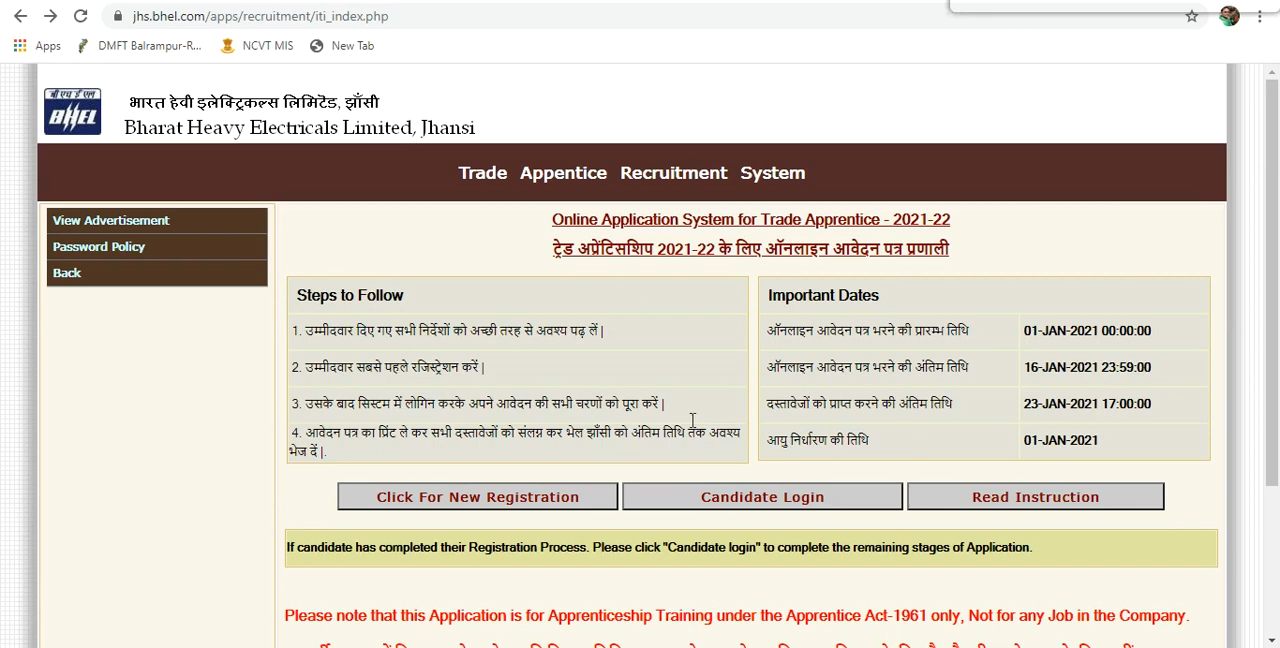 jhs.bhel.com/apps/recruitment/iti_index.php
Apps DMFT Balrampur-R... NCVT MIS New Tab
बी एच ई एल
BHEL
भारत हेवी इलेक्ट्रिकल्स लिमिटेड, झाँसी
Bharat Heavy Electricals Limited, Jhansi
Trade Appentice Recruitment System
View Advertisement
Password Policy
Back
Online Application System for Trade Apprentice - 2021-22
ट्रेड अप्रेंटिसशिप 2021-22 के लिए ऑनलाइन आवेदन पत्र प्रणाली
Steps to Follow
1. उम्मीदवार दिए गए सभी निर्देशों को अच्छी तरह से अवश्य पढ़ लें |
2. उम्मीदवार सबसे पहले रजिस्ट्रेशन करें |
3. उसके बाद सिस्टम में लोगिन करके अपने आवेदन की सभी चरणों को पूरा करें |
4. आवेदन पत्र का प्रिंट ले कर सभी दस्तावेजों को संलग्न कर भेल झाँसी को अंतिम तिथि तक अवश्य
भेज दें |.
Important Dates
ऑनलाइन आवेदन पत्र भरने की प्रारम्भ तिथि 01-JAN-2021 00:00:00
ऑनलाइन आवेदन पत्र भरने की अंतिम तिथि 16-JAN-2021 23:59:00
दस्तावेजों को प्राप्त करने की अंतिम तिथि 23-JAN-2021 17:00:00
आयु निर्धारण की तिथि 01-JAN-2021
Click For New Registration Candidate Login Read Instruction
If candidate has completed their Registration Process. Please click "Candidate login" to complete the remaining stages of Application.
Please note that this Application is for Apprenticeship Training under the Apprentice Act-1961 only, Not for any Job in the Company.